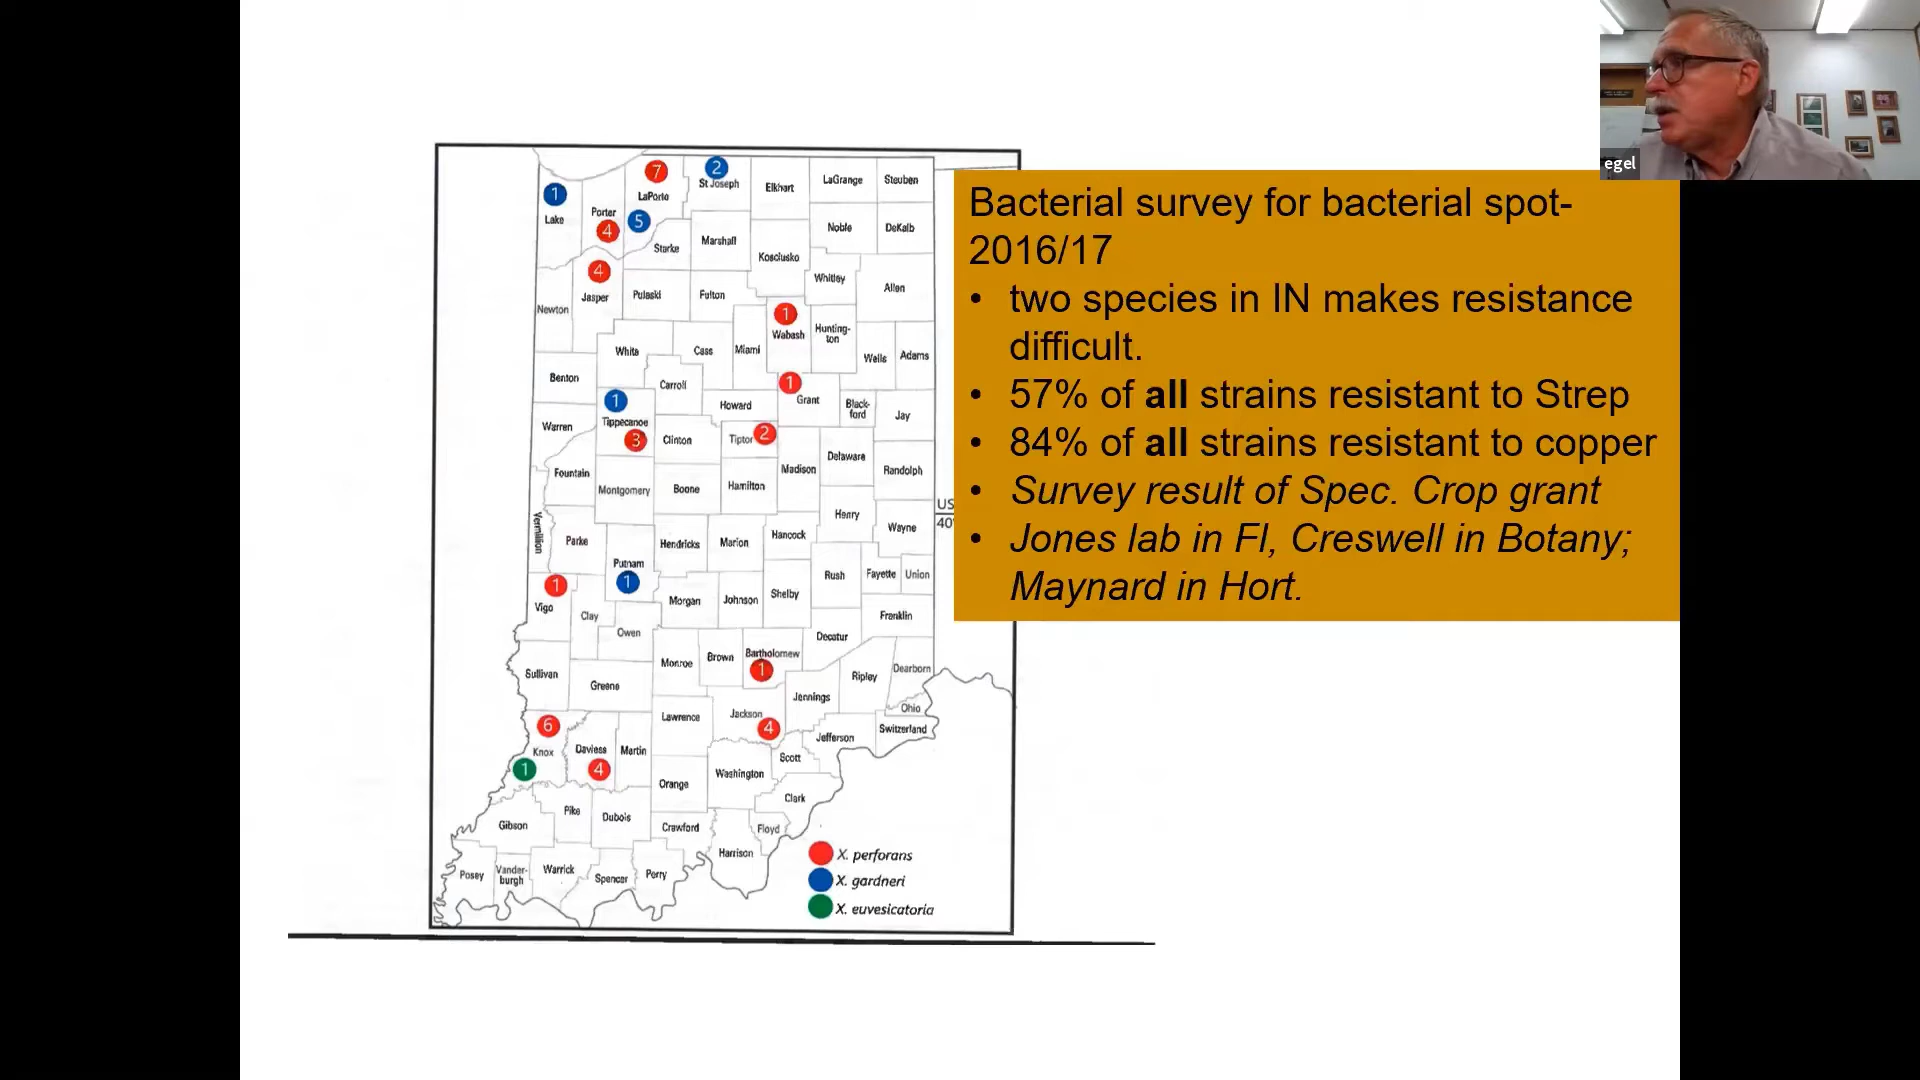 egel
Bacterial survey for bacterial spot-
2016/17
• two species in IN makes resistance
difficult.
• 57% of all strains resistant to Strep
• 84% of all strains resistant to copper
• Survey result of Spec. Crop grant
• Jones lab in Fl, Creswell in Botany;
Maynard in Hort.
1
Lake
Porter
4
7
LaPorte
5
2
St Joseph
Elkhart
LaGrange
Steuben
Starke
Marshall
Noble
DeKalb
Kosciusko
Whitley
Allen
4
Jasper
Newton
Pulaski
Fulton
1
Wabash
Hunting-
ton
Wells
Adams
White
Cass
Miami
Benton
Carroll
1
Grant
Howard
Black-
ford
Jay
1
Tippecanoe
3
Warren
Clinton
Tipton
2
Madison
Delaware
Randolph
Fountain
Montgomery
Boone
Hamilton
Henry
Wayne
US
40
Vermillion
Parke
Putnam
1
Hendricks
Marion
Hancock
Rush
Fayette
Union
1
Vigo
Clay
Owen
Morgan
Johnson
Shelby
Franklin
Decatur
Sullivan
Greene
Monroe
Brown
Bartholomew
1
Ripley
Dearborn
Jennings
Ohio
Switzerland
Jefferson
Lawrence
Jackson
4
6
Knox
1
Daviess
4
Martin
Scott
Washington
Orange
Clark
Gibson
Pike
Dubois
Crawford
Floyd
Harrison
Posey
Vander-
burgh
Warrick
Spencer
Perry
X. perforans
X. gardneri
X. euvesicatoria